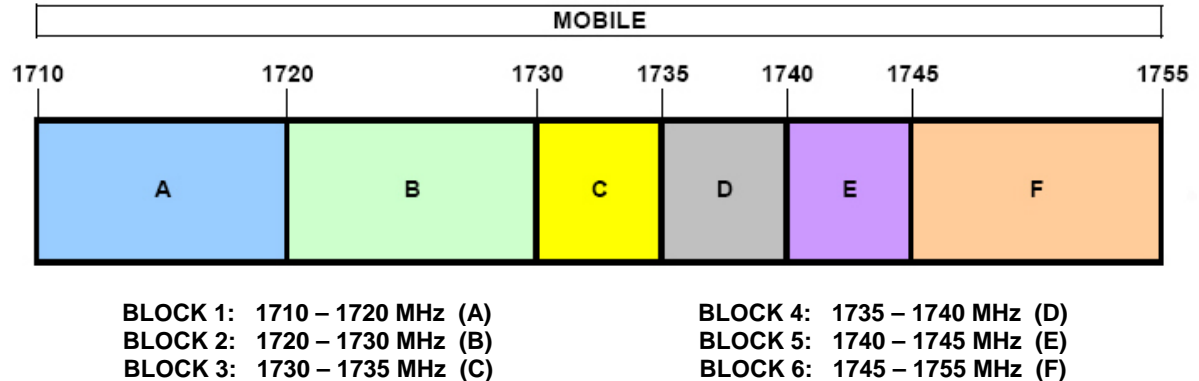 MOBILE
1710 1720 1730 1735 1740 1745 1755
A B C D E F
BLOCK 1: 1710 – 1720 MHz (A)
BLOCK 2: 1720 – 1730 MHz (B)
BLOCK 3: 1730 – 1735 MHz (C)
BLOCK 4: 1735 – 1740 MHz (D)
BLOCK 5: 1740 – 1745 MHz (E)
BLOCK 6: 1745 – 1755 MHz (F)